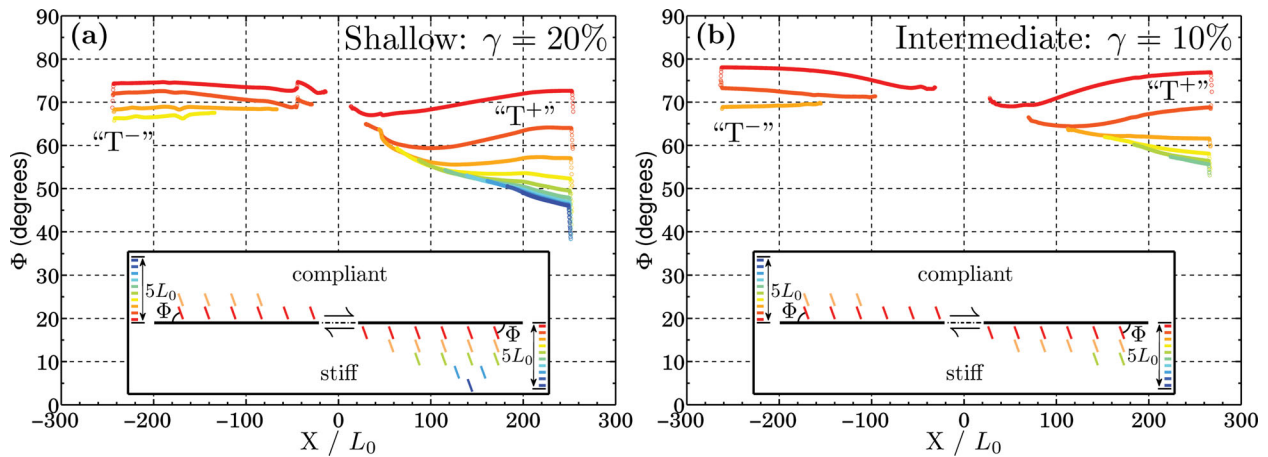 (a) Shallow: γ = 20%
Φ (degrees)
90
80
70
60
50
40
30
20
10
0
“T⁻”
“T⁺”
compliant
5L₀
Φ
Φ
5L₀
stiff
−300 −200 −100 0 100 200 300
X / L₀
(b) Intermediate: γ = 10%
Φ (degrees)
90
80
70
60
50
40
30
20
10
0
“T⁻”
“T⁺”
compliant
5L₀
Φ
Φ
5L₀
stiff
−300 −200 −100 0 100 200 300
X / L₀